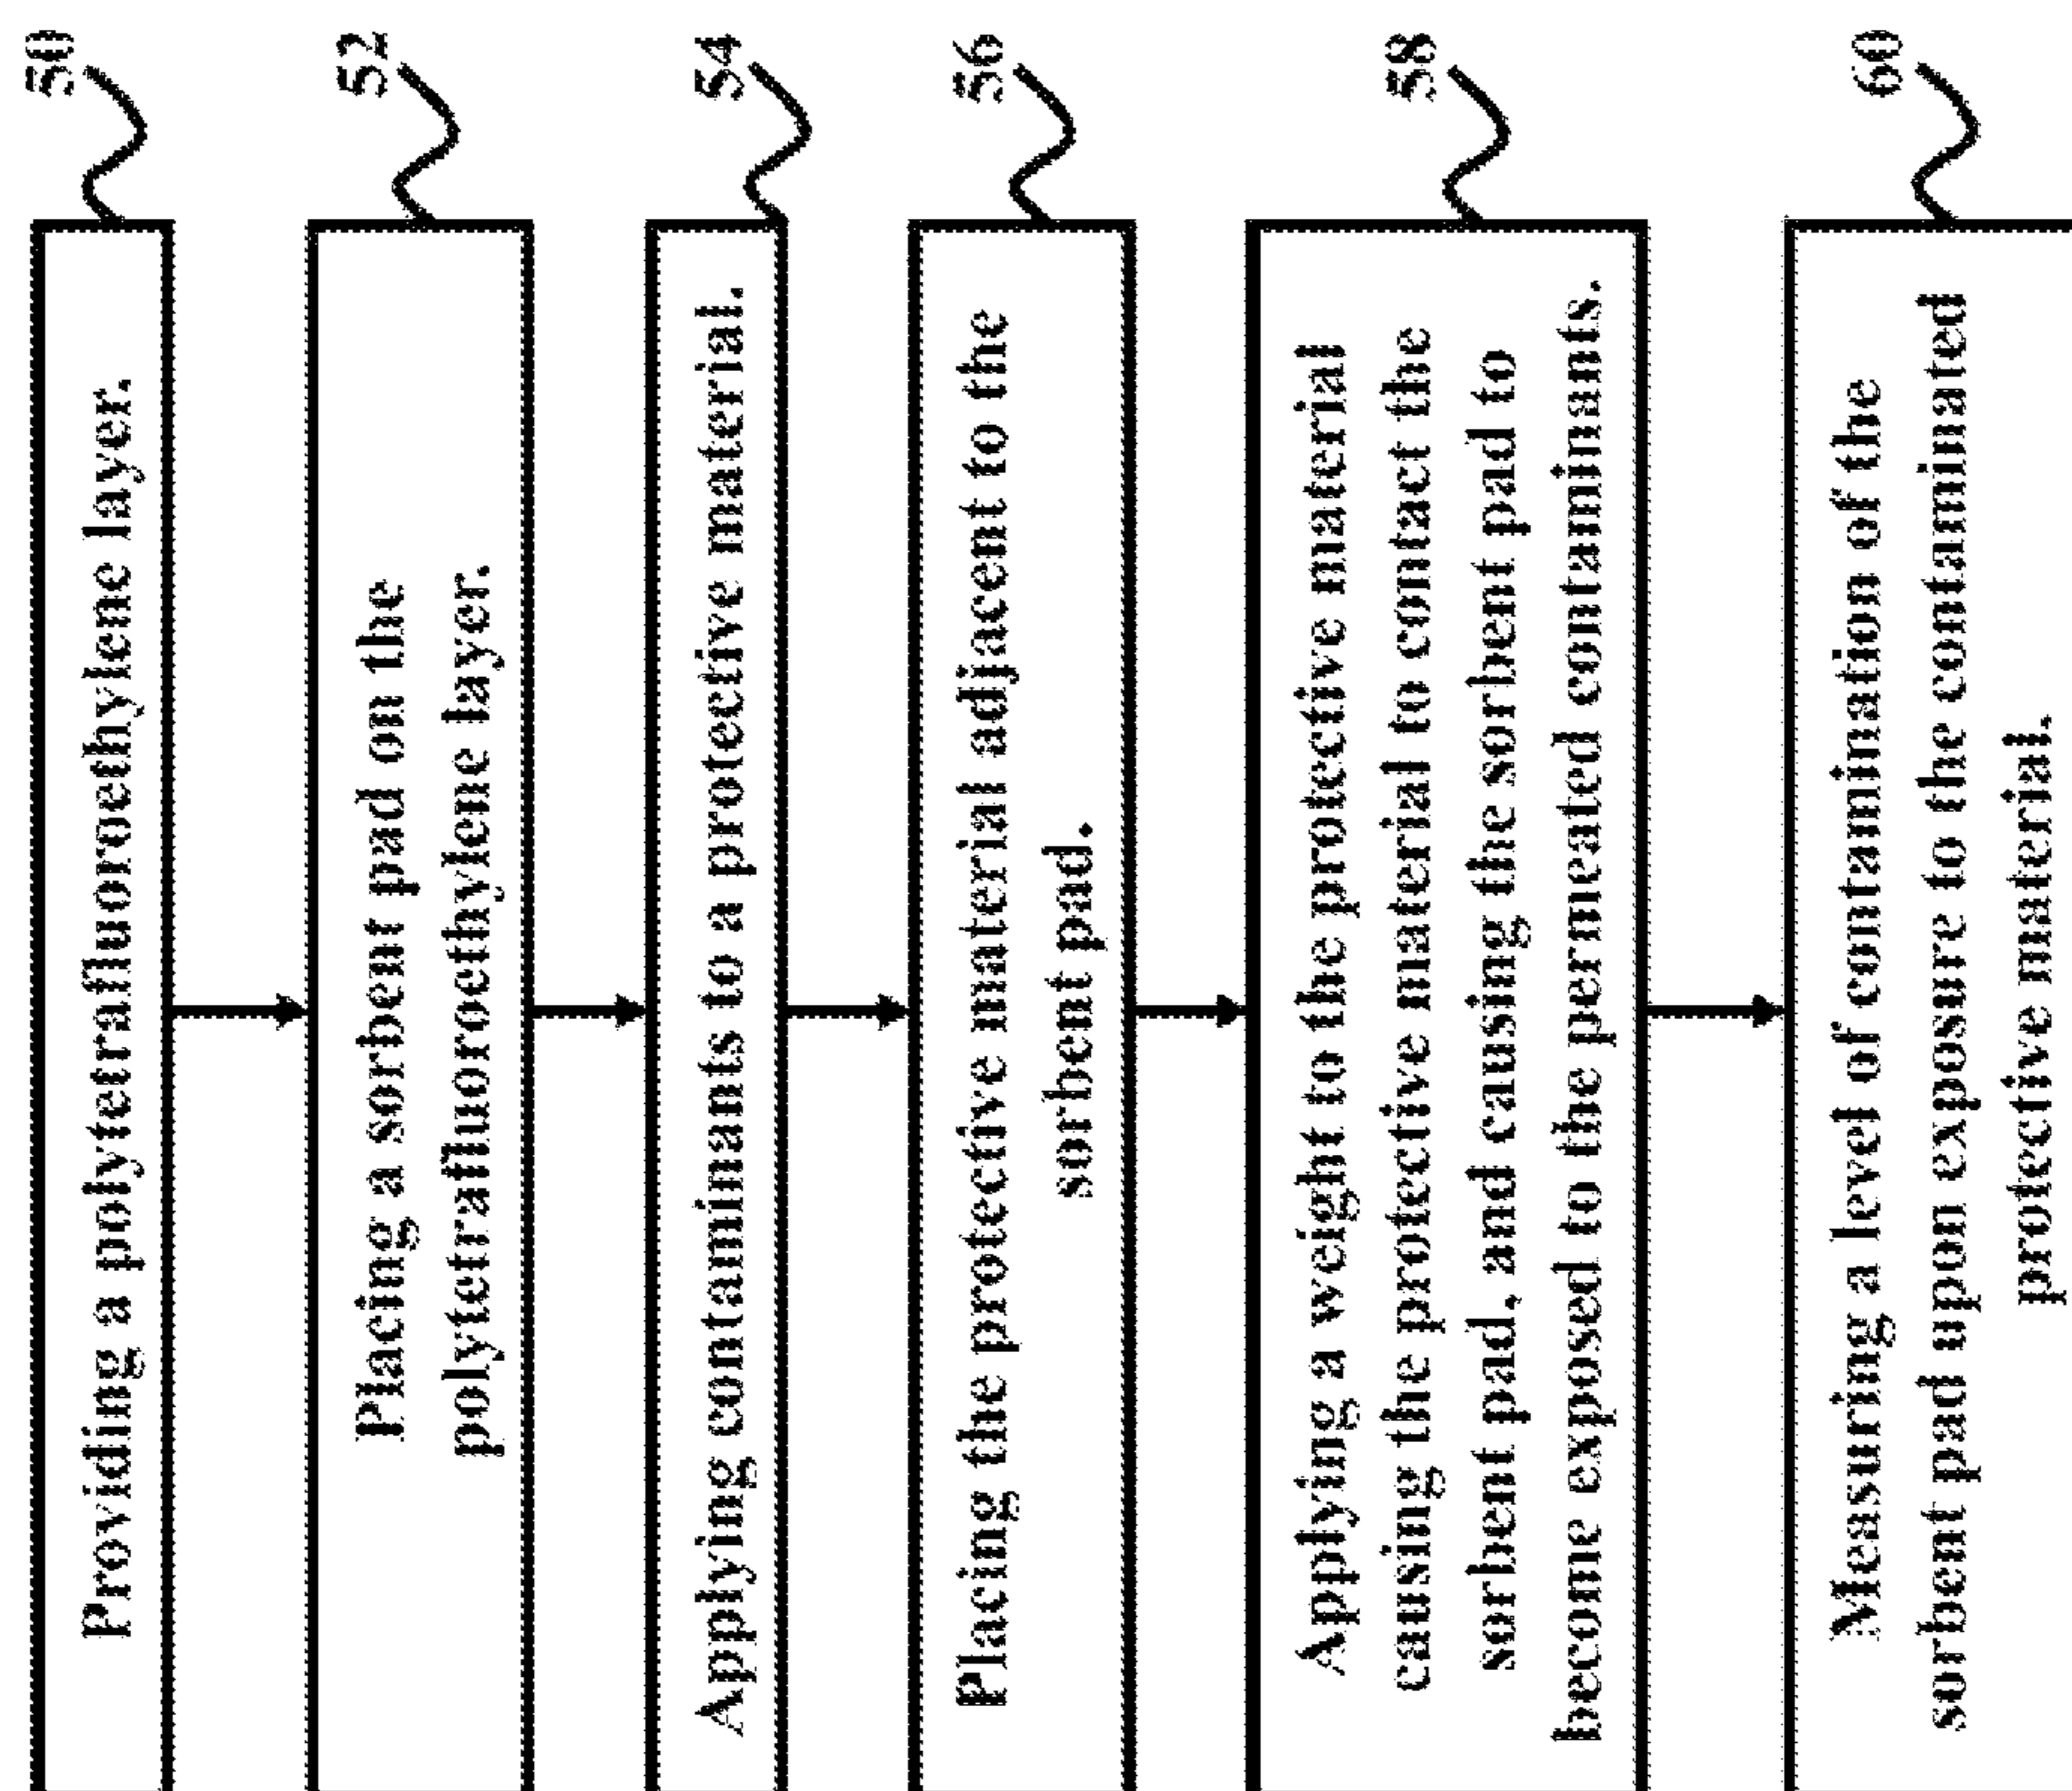 50
Providing a polytetrafluoroethylene layer.
52
Placing a sorbent pad on the
polytetrafluoroethylene layer.
54
Applying contaminants to a protective material.
56
Placing the protective material adjacent to the
sorbent pad.
58
Applying a weight to the protective material
causing the protective material to contact the
sorbent pad, and causing the sorbent pad to
become exposed to the permeated contaminants.
60
Measuring a level of contamination of the
sorbent pad upon exposure to the contaminated
protective material.